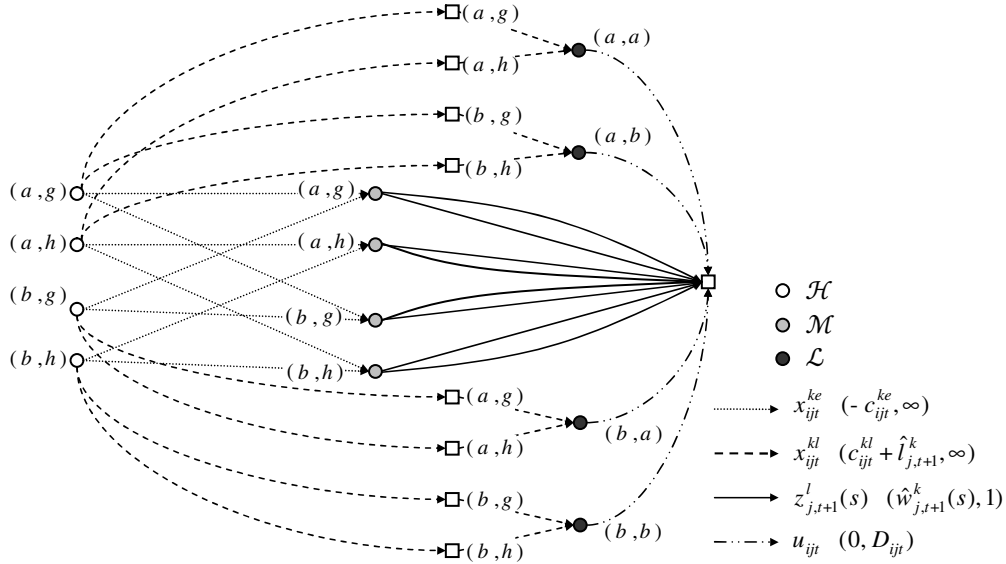 (a,g)
(a,a)
(a,h)
(b,g)
(a,b)
(b,h)
(a,g)
(a,g)
(a,h)
(a,h)
(b,g)
(b,g)
(b,h)
(b,h)
ℋ
ℳ
ℒ
(a,g)
(b,a)
(a,h)
(b,g)
(b,b)
(b,h)
x_{ijt}^{ke} (- c_{ijt}^{ke}, ∞)
x_{ijt}^{kl} (c_{ijt}^{kl} + \hat{l}_{j,t+1}^{k}, ∞)
z_{j,t+1}^{l}(s) (\hat{w}_{j,t+1}^{k}(s), 1)
u_{ijt} (0, D_{ijt})